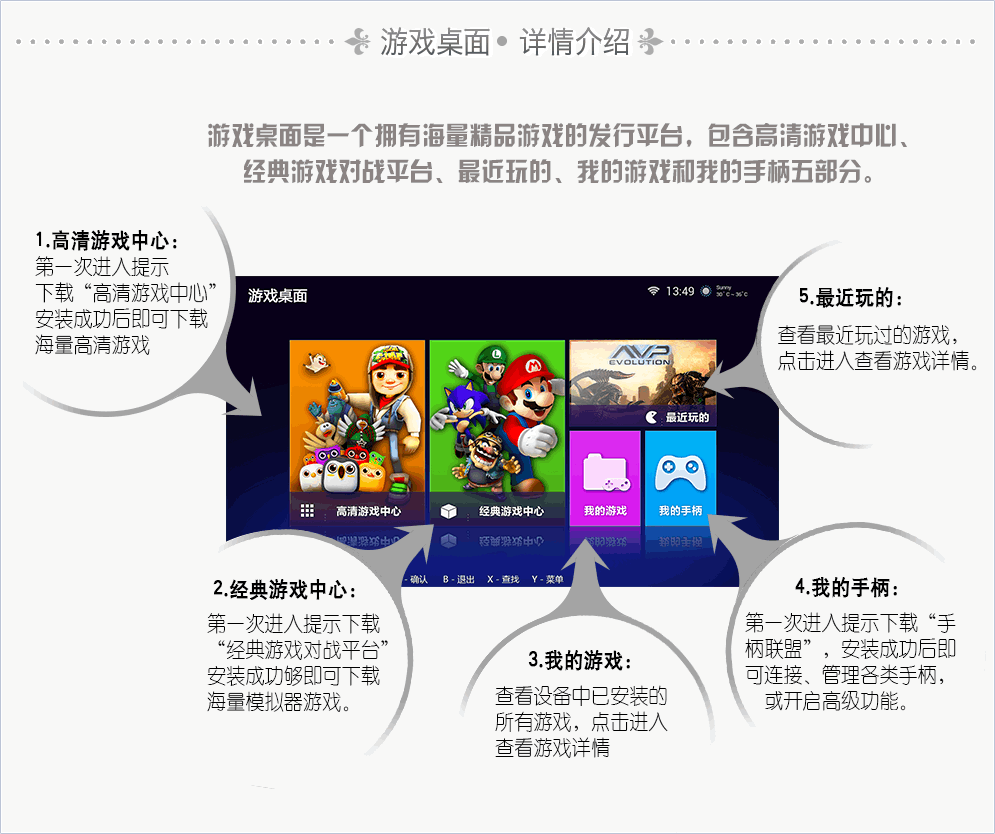 游戏桌面• 详情介绍
游戏桌面是一个拥有海量精品游戏的发行平台，包含高清游戏中心、
经典游戏对战平台、最近玩的、我的游戏和我的手柄五部分。
1.高清游戏中心：
第一次进入提示
下载“高清游戏中心”
安装成功后即可下载
海量高清游戏
游戏桌面
13:49
Sunny
30°C~36°C
5.最近玩的：
查看最近玩过的游戏，
点击进入查看游戏详情。
AVP
EVOLUTION
最近玩的
高清游戏中心
经典游戏中心
我的游戏
我的手柄
- 确认 B - 退出 X - 查找 Y - 菜单
2.经典游戏中心：
第一次进入提示下载
“经典游戏对战平台”
安装成功够即可下载
海量模拟器游戏。
3.我的游戏：
查看设备中已安装的
所有游戏，点击进入
查看游戏详情
4.我的手柄：
第一次进入提示下载“手
柄联盟”，安装成功后即
可连接、管理各类手柄，
或开启高级功能。